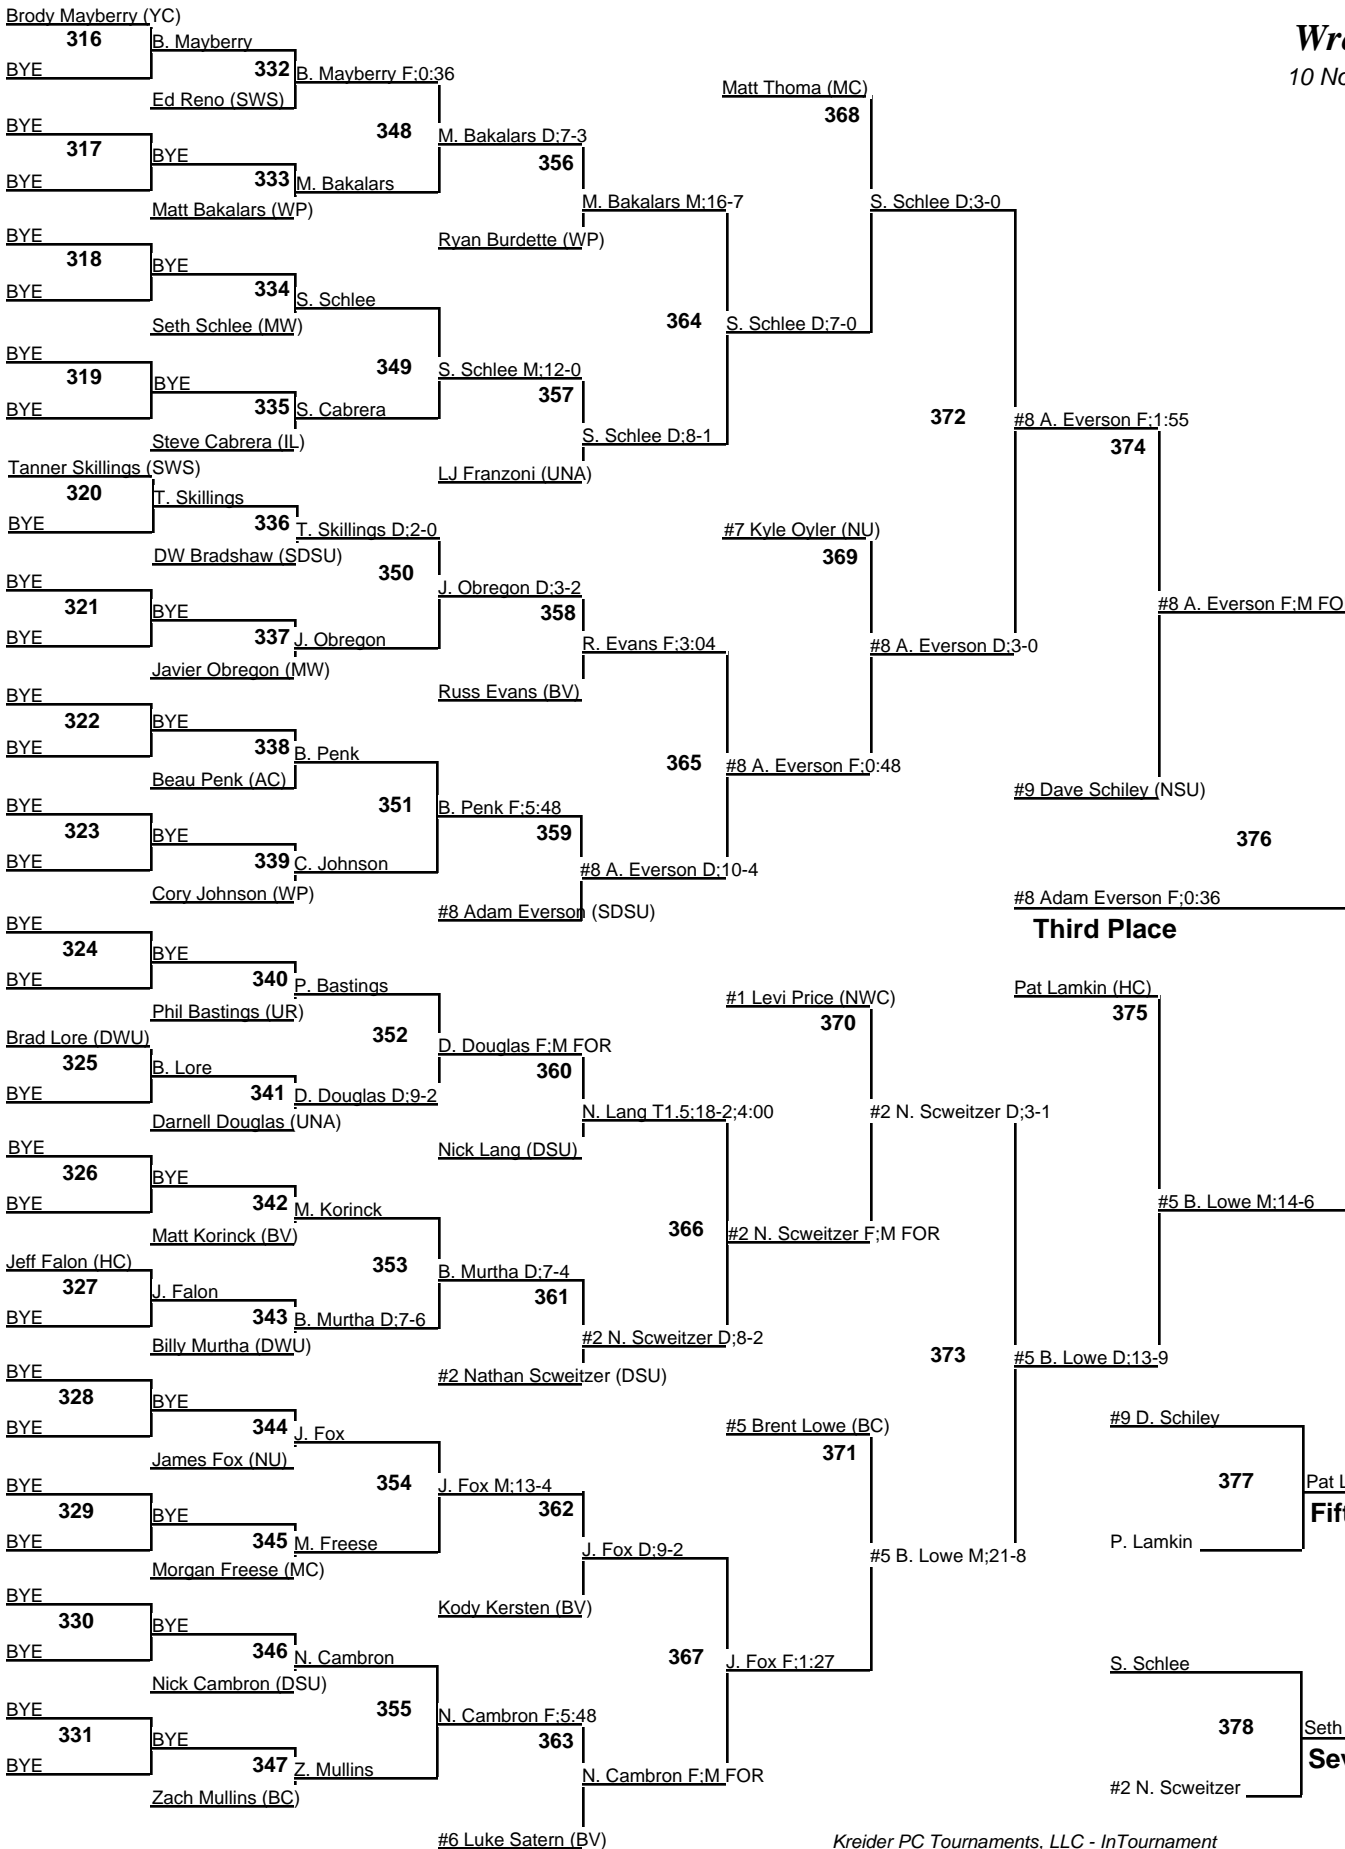 Brody Mayberry (YC)
316
BYE
B. Mayberry
332
Ed Reno (SWS)
B. Mayberry F;0:36
BYE
317
BYE
BYE
333
Matt Bakalars (WP)
M. Bakalars
348
M. Bakalars D;7-3
356
Ryan Burdette (WP)
M. Bakalars M;16-7
BYE
318
BYE
BYE
334
Seth Schlee (MW)
S. Schlee
BYE
319
BYE
BYE
335
Steve Cabrera (IL)
S. Cabrera
349
S. Schlee M;12-0
357
LJ Franzoni (UNA)
S. Schlee D;8-1
364
S. Schlee D;7-0
Matt Thoma (MC)
368
S. Schlee D;3-0
Tanner Skillings (SWS)
320
BYE
T. Skillings
336
DW Bradshaw (SDSU)
T. Skillings D;2-0
BYE
321
BYE
BYE
337
Javier Obregon (MW)
J. Obregon
350
J. Obregon D;3-2
358
Russ Evans (BV)
R. Evans F;3:04
BYE
322
BYE
BYE
338
Beau Penk (AC)
B. Penk
BYE
323
BYE
BYE
339
Cory Johnson (WP)
C. Johnson
351
B. Penk F;5:48
359
#8 Adam Everson (SDSU)
#8 A. Everson D;10-4
365
#8 A. Everson F;0:48
#7 Kyle Oyler (NU)
369
#8 A. Everson D;3-0
372
#8 A. Everson F;1:55
374
#9 Dave Schiley (NSU)
#8 A. Everson F;M FO
376
#8 Adam Everson F;0:36
Third Place
BYE
324
BYE
BYE
340
Phil Bastings (UR)
P. Bastings
Brad Lore (DWU)
325
BYE
B. Lore
341
Darnell Douglas (UNA)
D. Douglas D;9-2
352
D. Douglas F;M FOR
360
Nick Lang (DSU)
N. Lang T1.5;18-2;4:00
BYE
326
BYE
BYE
342
Matt Korinck (BV)
M. Korinck
Jeff Falon (HC)
327
BYE
J. Falon
343
Billy Murtha (DWU)
B. Murtha D;7-6
353
B. Murtha D;7-4
361
#2 Nathan Scweitzer (DSU)
#2 N. Scweitzer D;8-2
366
#2 N. Scweitzer F;M FOR
#1 Levi Price (NWC)
370
#2 N. Scweitzer D;3-1
BYE
328
BYE
BYE
344
James Fox (NU)
J. Fox
BYE
329
BYE
BYE
345
Morgan Freese (MC)
M. Freese
354
J. Fox M;13-4
362
Kody Kersten (BV)
J. Fox D;9-2
BYE
330
BYE
BYE
346
Nick Cambron (DSU)
N. Cambron
BYE
331
BYE
BYE
347
Zach Mullins (BC)
Z. Mullins
355
N. Cambron F;5:48
363
#6 Luke Satern (BV)
N. Cambron F;M FOR
367
J. Fox F;1:27
#5 Brent Lowe (BC)
371
#5 B. Lowe M;21-8
373
#5 B. Lowe D;13-9
Pat Lamkin (HC)
375
#5 B. Lowe M;14-6
#9 D. Schiley
377
P. Lamkin
Pat
S. Schlee
378
#2 N. Scweitzer
Seth
10
Kreider PC Tournaments, LLC - InTournament